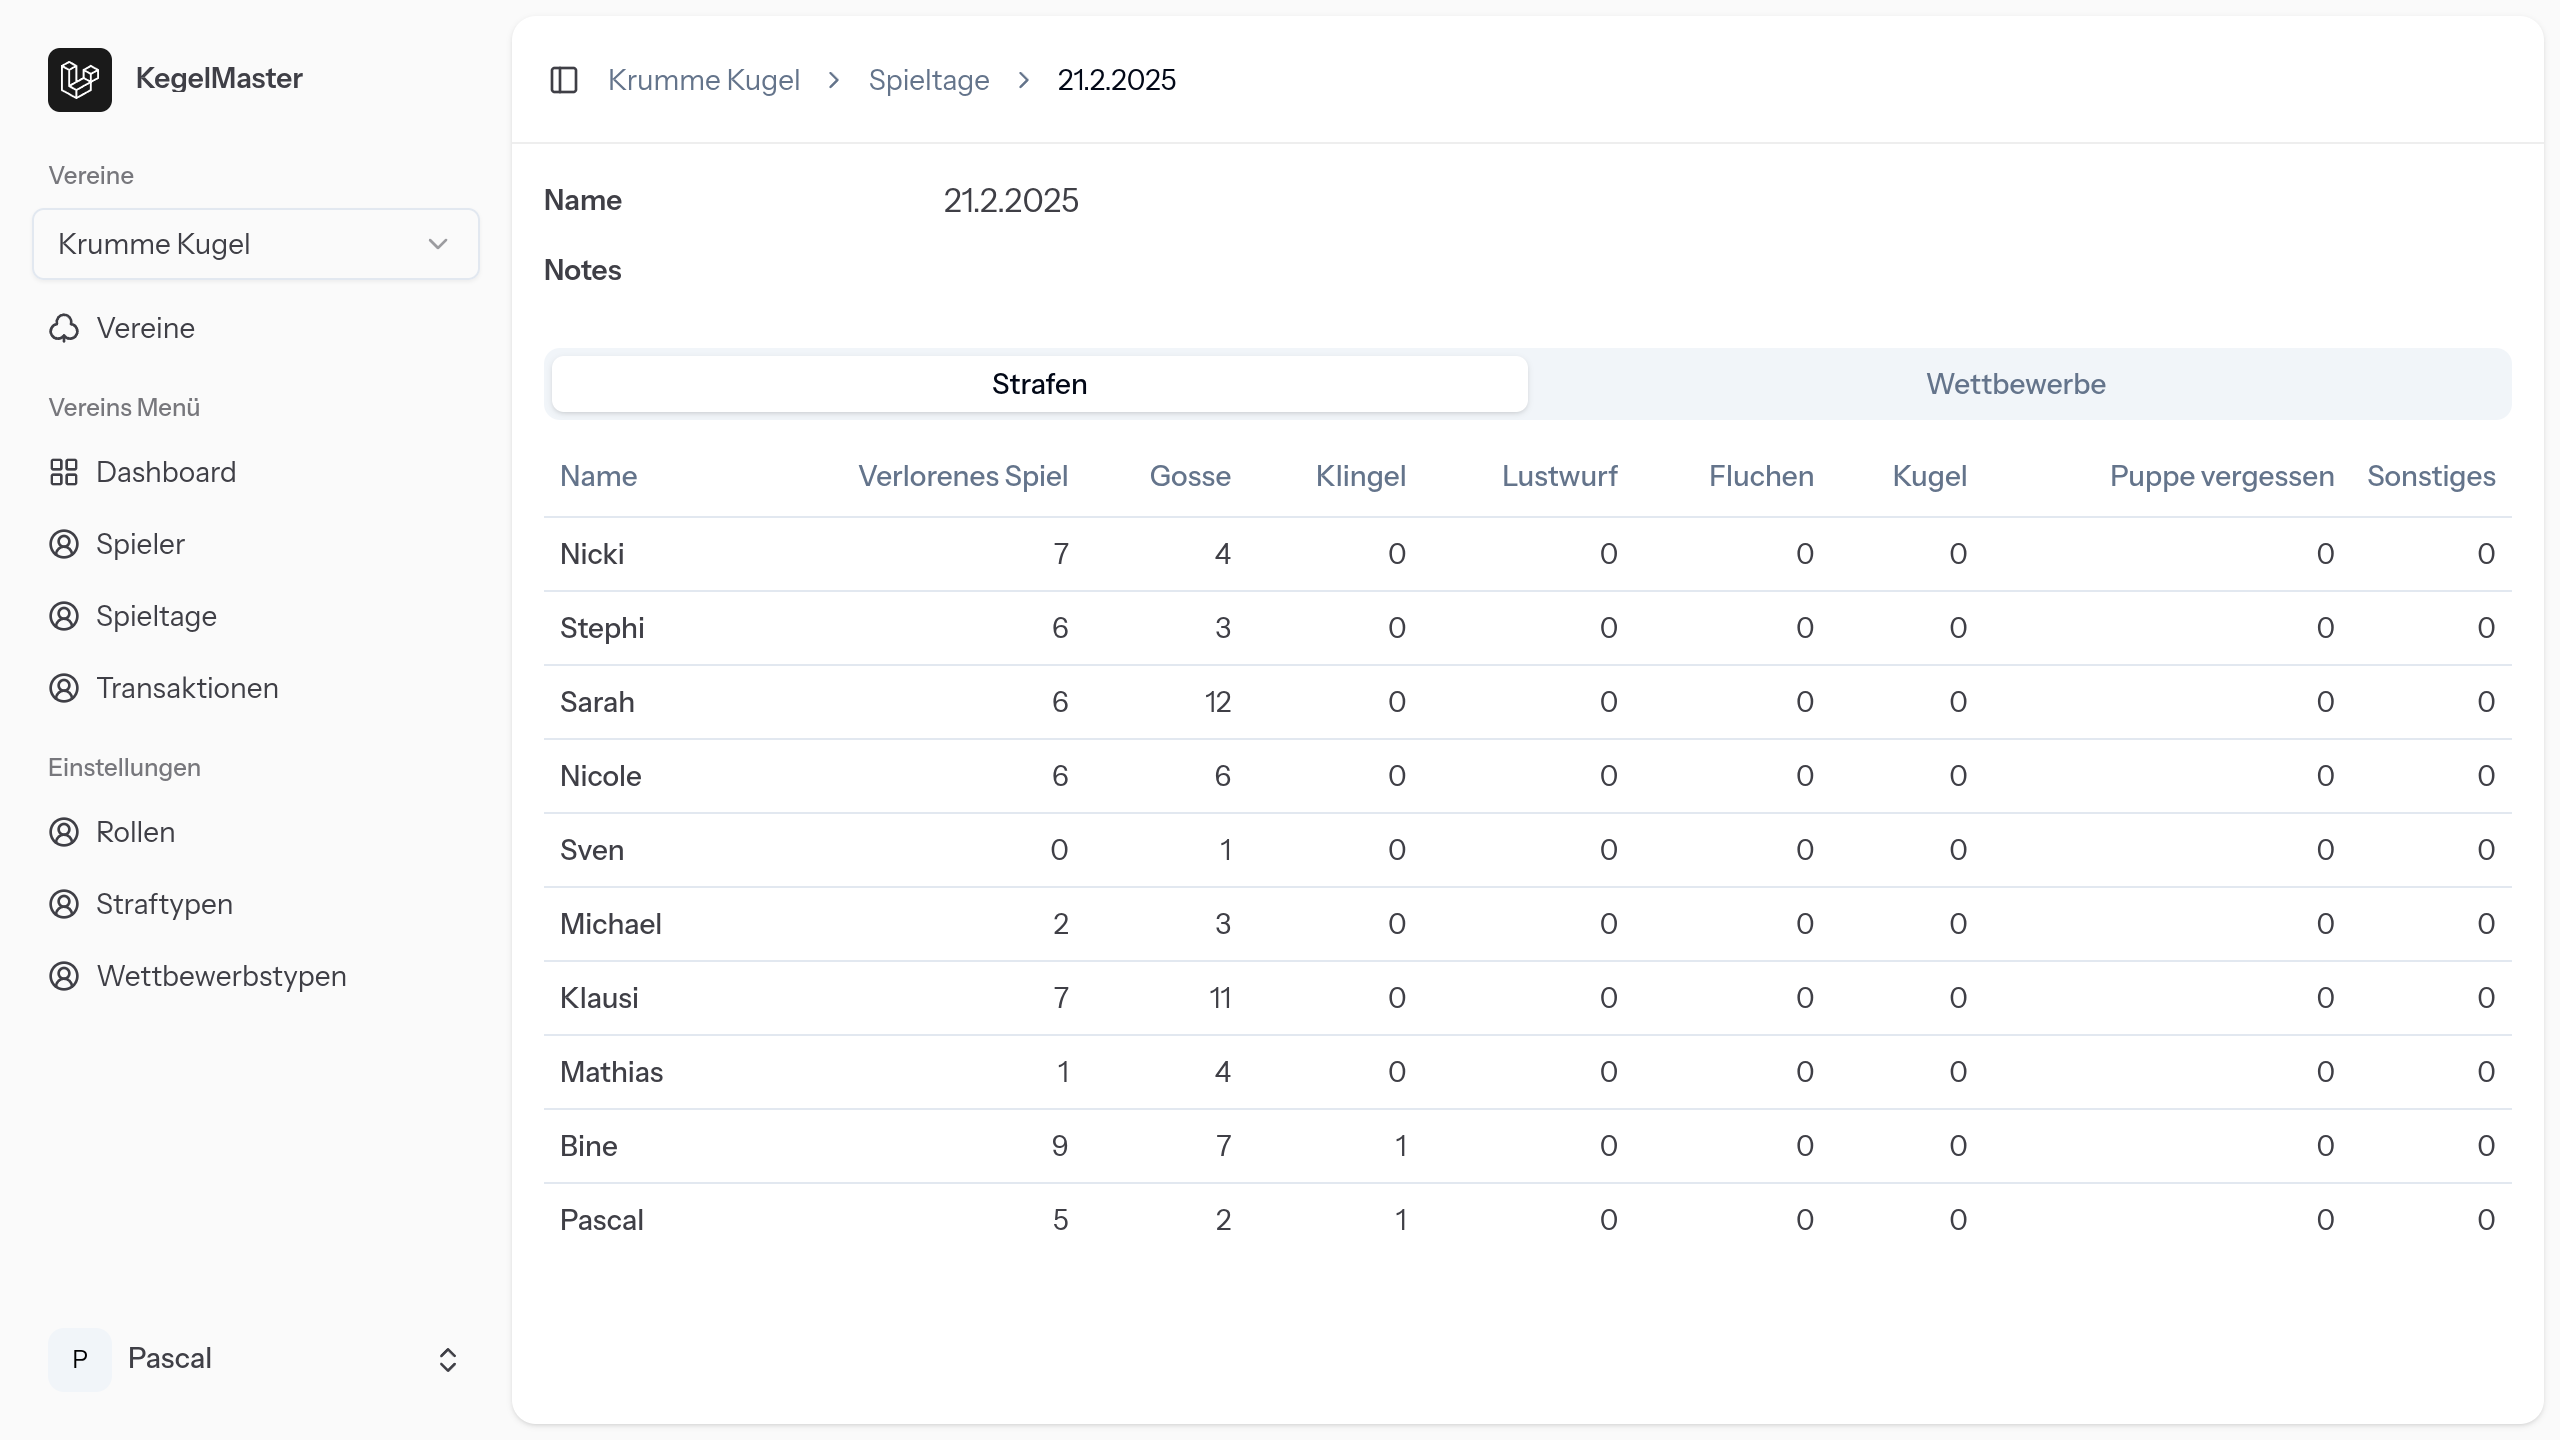 KegelMaster
Vereine
Krumme Kugel
Vereine
Vereins Menü
Dashboard
Spieler
Spieltage
Transaktionen
Einstellungen
Rollen
Straftypen
Wettbewerbstypen
P Pascal
Krumme Kugel > Spieltage > 21.2.2025
Name 21.2.2025
Notes
Strafen Wettbewerbe
Name Verlorenes Spiel Gosse Klingel Lustwurf Fluchen Kugel Puppe vergessen Sonstiges
Nicki 7 4 0 0 0 0 0 0
Stephi 6 3 0 0 0 0 0 0
Sarah 6 12 0 0 0 0 0 0
Nicole 6 6 0 0 0 0 0 0
Sven 0 1 0 0 0 0 0 0
Michael 2 3 0 0 0 0 0 0
Klausi 7 11 0 0 0 0 0 0
Mathias 1 4 0 0 0 0 0 0
Bine 9 7 1 0 0 0 0 0
Pascal 5 2 1 0 0 0 0 0